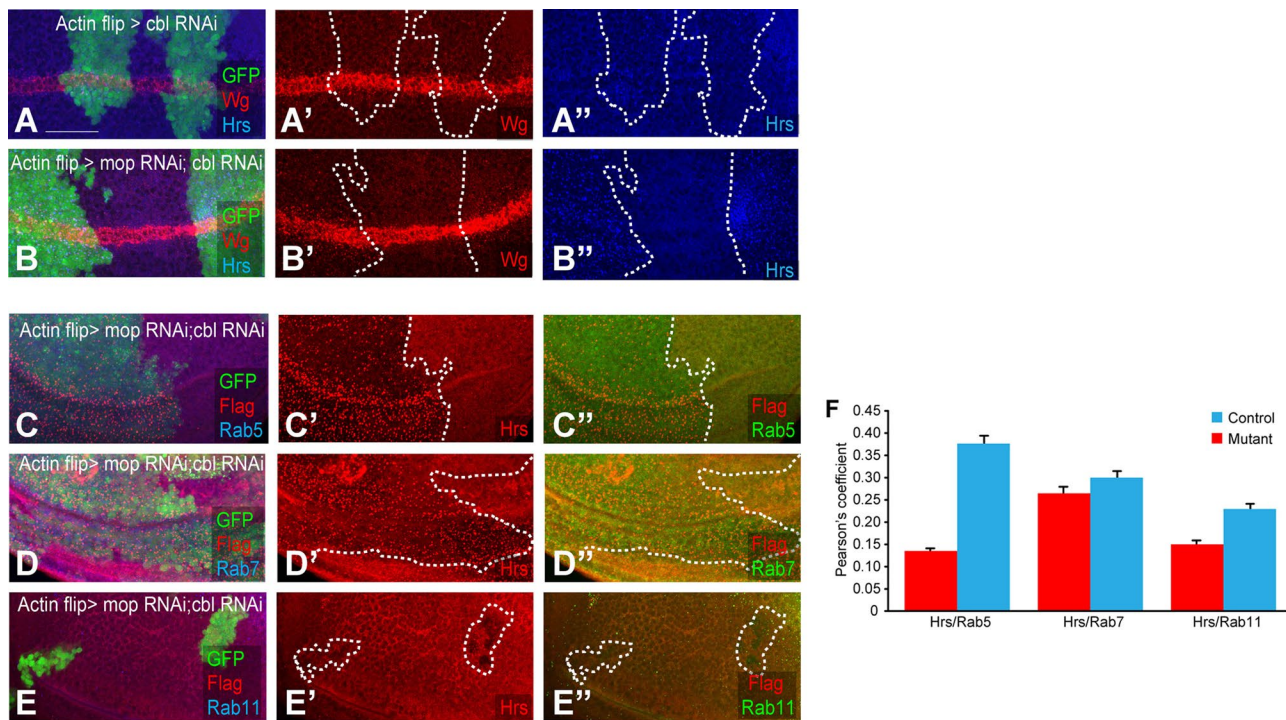 Actin flip > cbl RNAi
GFP
Wg
Hrs
A
A’
Wg
A’’
Hrs
Actin flip > mop RNAi; cbl RNAi
GFP
Wg
Hrs
B
B’
Wg
B’’
Hrs
Actin flip> mop RNAi;cbl RNAi
GFP
Flag
Rab5
C
C’
Hrs
C’’
Flag
Rab5
Actin flip> mop RNAi;cbl RNAi
GFP
Flag
Rab7
D
D’
Hrs
D’’
Flag
Rab7
Actin flip> mop RNAi;cbl RNAi
GFP
Flag
Rab11
E
E’
Hrs
E’’
Flag
Rab11
F
Pearson’s coefficient
0.45
0.40
0.35
0.30
0.25
0.20
0.15
0.10
0.05
0
Control
Mutant
Hrs/Rab5
Hrs/Rab7
Hrs/Rab11